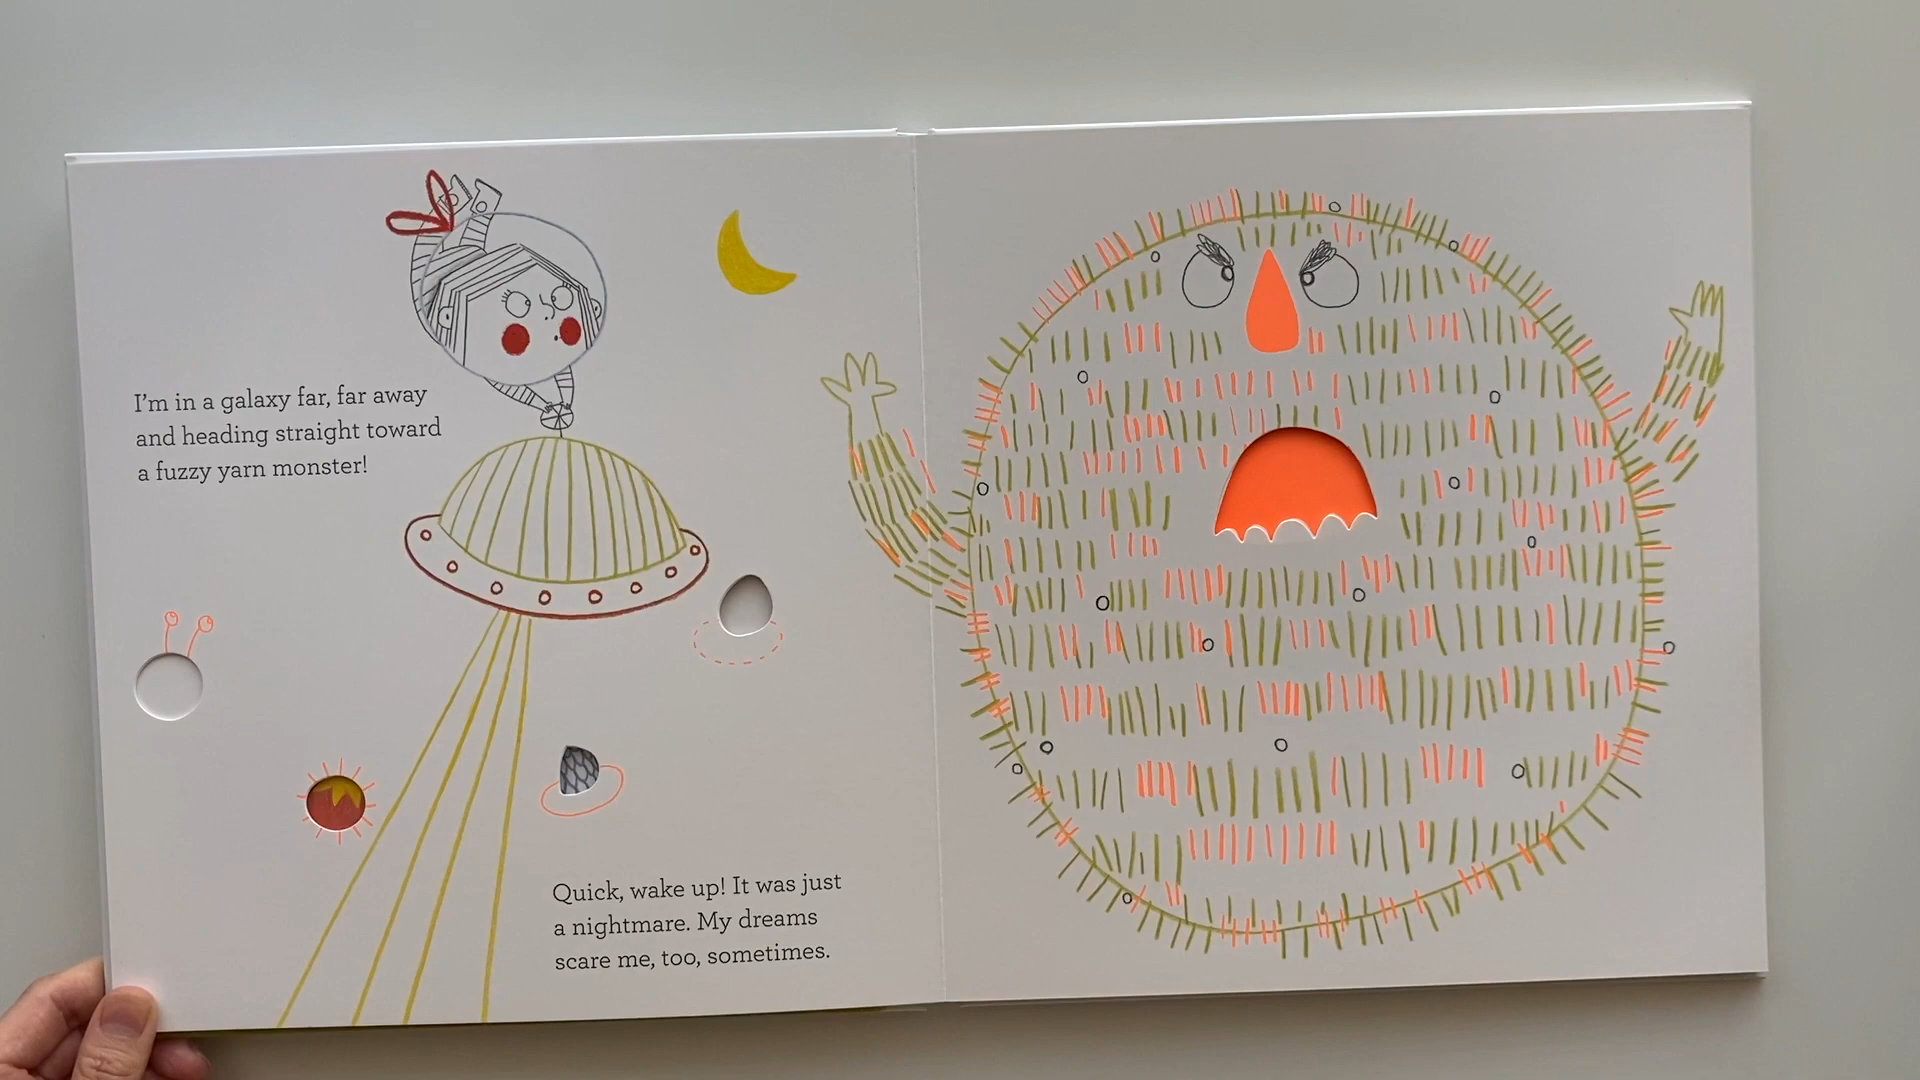 I'm in a galaxy far, far away
and heading straight toward
a fuzzy yarn monster!
Quick, wake up! It was just
a nightmare. My dreams
scare me, too, sometimes.